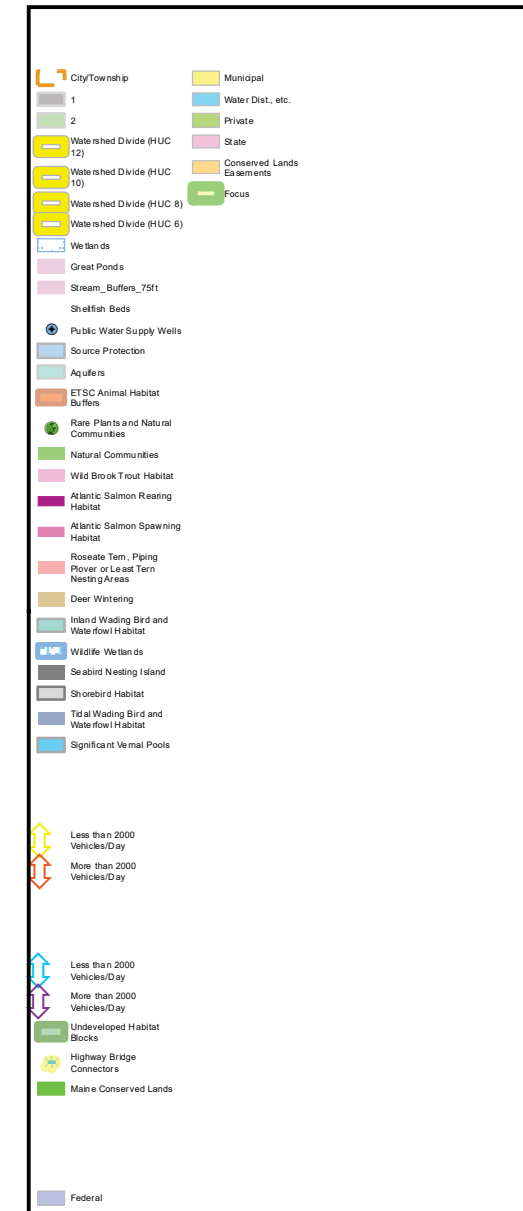 City/Township
1
2
Watershed Divide (HUC
12)
Watershed Divide (HUC
10)
Watershed Divide (HUC 8)
Watershed Divide (HUC 6)
Wetlands
Great Ponds
Stream_Buffers_75ft
Shellfish Beds
Public Water Supply Wells
Source Protection
Aquifers
ETSC Animal Habitat
Buffers
Rare Plants and Natural
Communities
Natural Communities
Wild Brook Trout Habitat
Atlantic Salmon Rearing
Habitat
Atlantic Salmon Spawning
Habitat
Roseate Tern, Piping
Plover or Least Tern
Nesting Areas
Deer Wintering
Inland Wading Bird and
Waterfowl Habitat
Wildlife Wetlands
Seabird Nesting Island
Shorebird Habitat
Tidal Wading Bird and
Waterfowl Habitat
Significant Vernal Pools
Less than 2000
Vehicles/Day
More than 2000
Vehicles/Day
Less than 2000
Vehicles/Day
More than 2000
Vehicles/Day
Undeveloped Habitat
Blocks
Highway Bridge
Connectors
Maine Conserved Lands
Federal
Municipal
Water Dist., etc.
Private
State
Conserved Lands
Easements
Focus